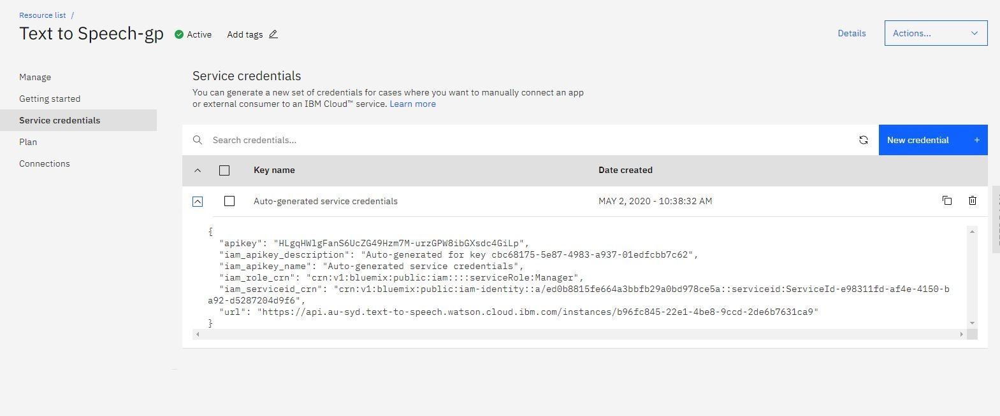 Resource list /
Text to Speech-gp
Active
Add tags
Details
Actions...
Manage
Getting started
Service credentials
Plan
Connections
Service credentials
You can generate a new set of credentials for cases where you want to manually connect an app
or external consumer to an IBM Cloud™ service. Learn more
Search credentials...
New credential +
Key name
Date created
Auto-generated service credentials
MAY 2, 2020 - 10:38:32 AM
{
"apikey": "HLgqHWlgFanS6UcZG49Hzm7M-urzGPW8ibGXsdc4GiLp",
"iam_apikey_description": "Auto-generated for key cbc68175-5e87-4983-a937-01edfcbb7c62",
"iam_apikey_name": "Auto-generated service credentials",
"iam_role_crn": "crn:v1:bluemix:public:iam::::serviceRole:Manager",
"iam_serviceid_crn": "crn:v1:bluemix:public:iam-identity::a/ed0b8815fe664a3bbfb29a0bd978ce5a::serviceid:ServiceId-e98311fd-af4e-4150-b
a92-d5287204d9f6",
"url": "https://api.au-syd.text-to-speech.watson.cloud.ibm.com/instances/b96fc845-22e1-4be8-9ccd-2de6b7631ca9"
}